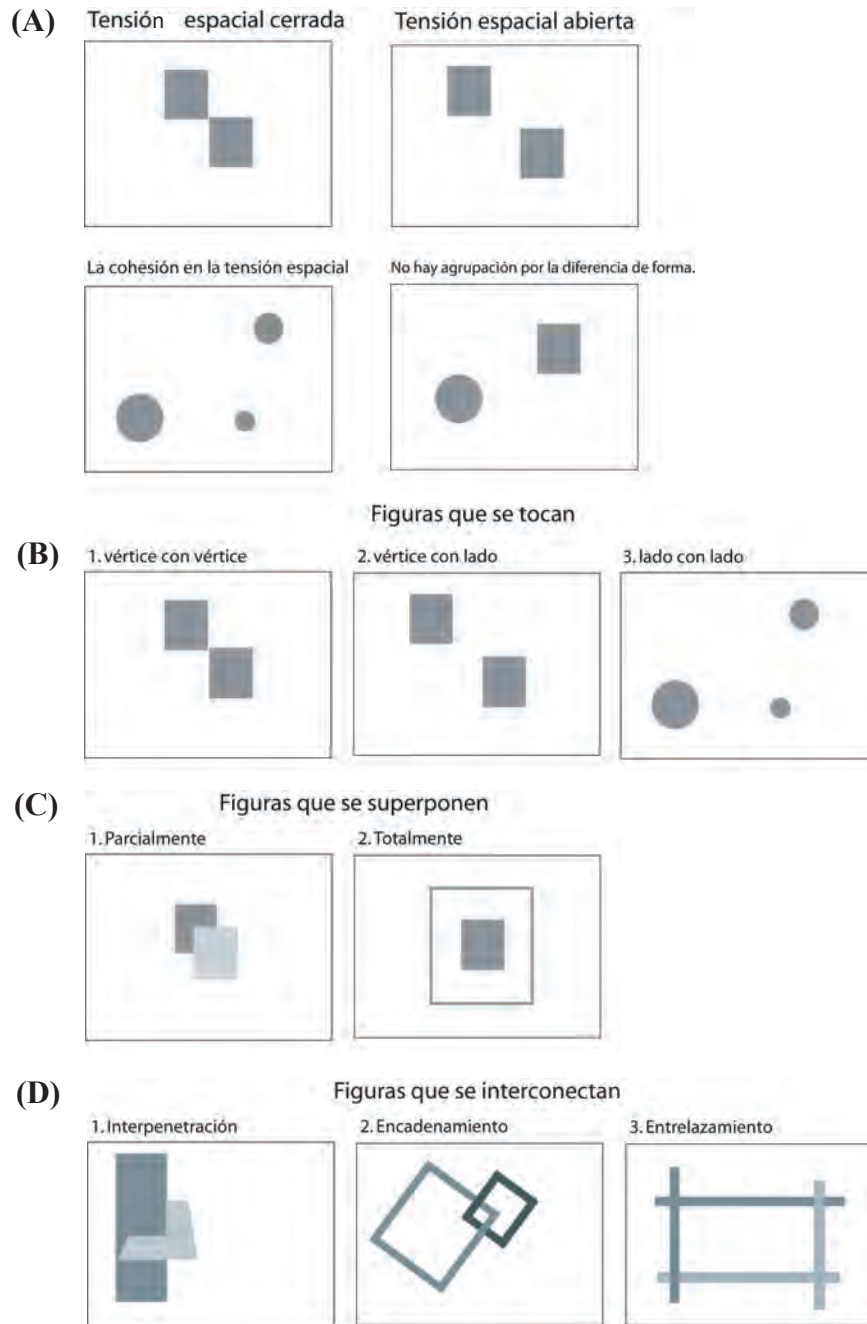 (A)
Tensión espacial cerrada
Tensión espacial abierta
La cohesión en la tensión espacial
No hay agrupación por la diferencia de forma.
Figuras que se tocan
(B)
1. vértice con vértice
2. vértice con lado
3. lado con lado
(C)
Figuras que se superponen
1. Parcialmente
2. Totalmente
(D)
Figuras que se interconectan
1. Interpenetración
2. Encadenamiento
3. Entrelazamiento